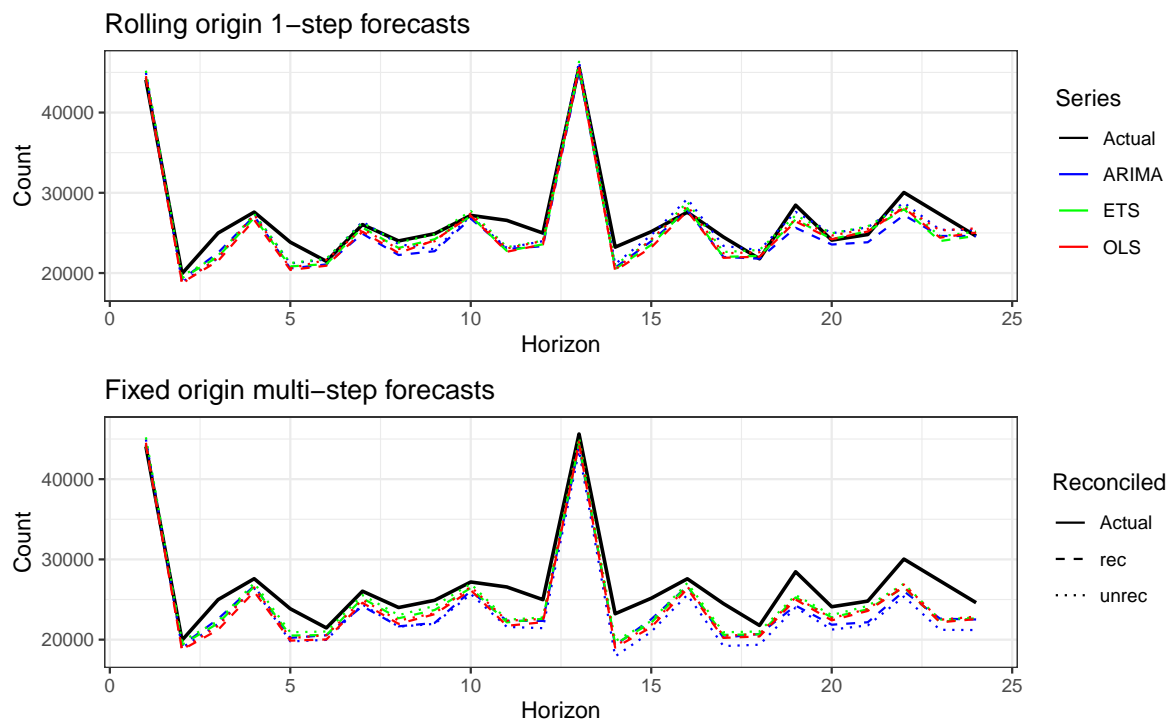 Rolling origin 1−step forecasts
40000
30000
20000
Count
0 5 10 15 20 25
Horizon
Series
Actual
ARIMA
ETS
OLS
Fixed origin multi−step forecasts
40000
30000
20000
Count
0 5 10 15 20 25
Horizon
Reconciled
Actual
rec
unrec